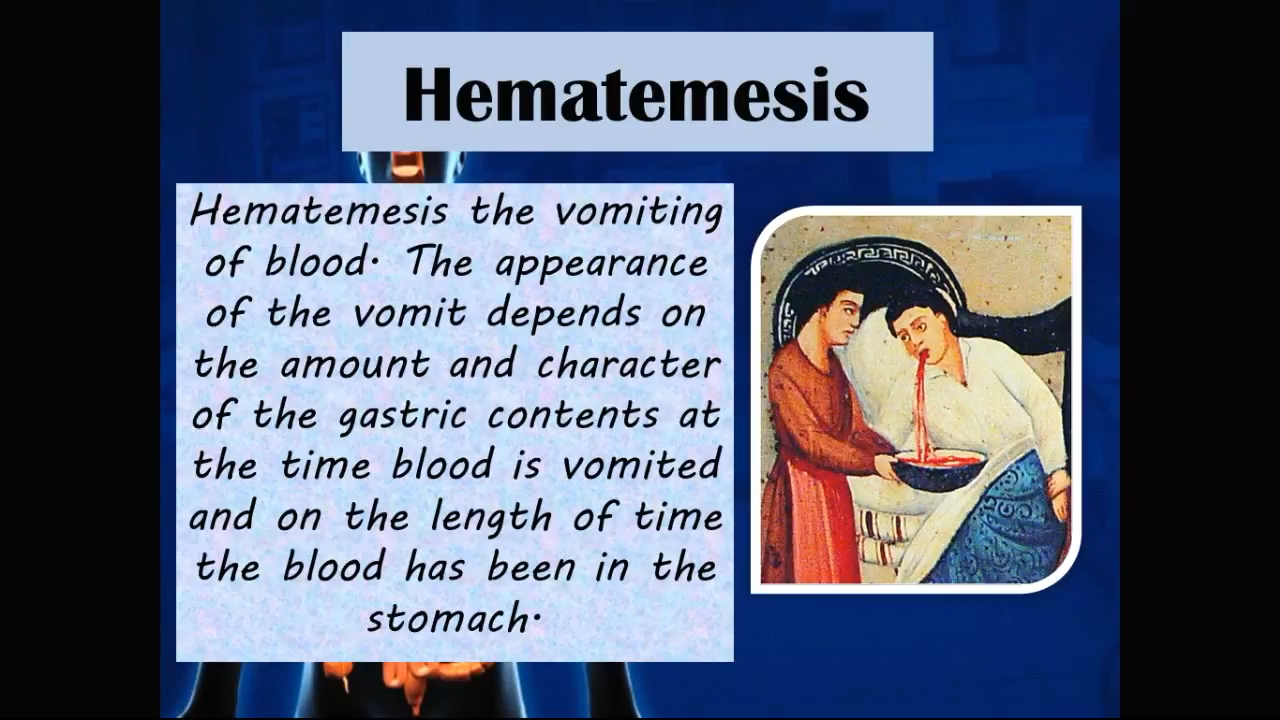 Hematemesis
Hematemesis the vomiting
of blood. The appearance
of the vomit depends on
the amount and character
of the gastric contents at
the time blood is vomited
and on the length of time
the blood has been in the
stomach.